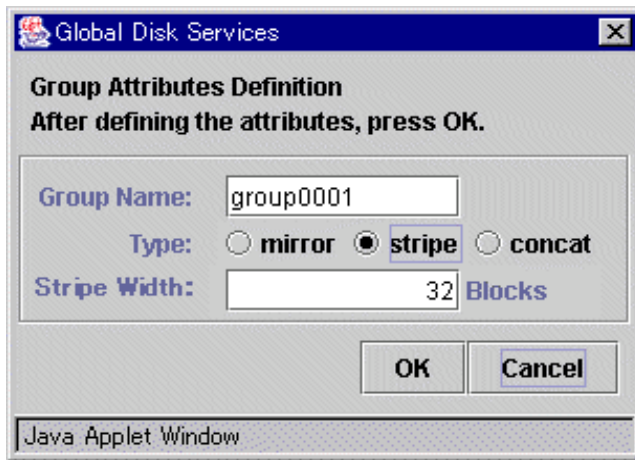 Global Disk Services
Group Attributes Definition
After defining the attributes, press OK.
Group Name: group0001
Type: mirror stripe concat
Stripe Width: 32 Blocks
OK Cancel
Java Applet Window